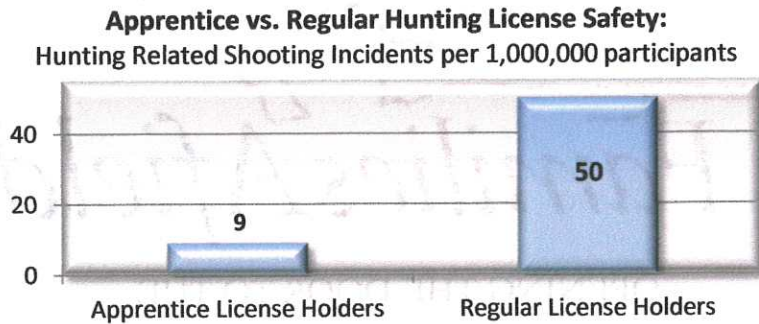 Apprentice vs. Regular Hunting License Safety:
Hunting Related Shooting Incidents per 1,000,000 participants
40
20
0
9
50
Apprentice License Holders
Regular License Holders